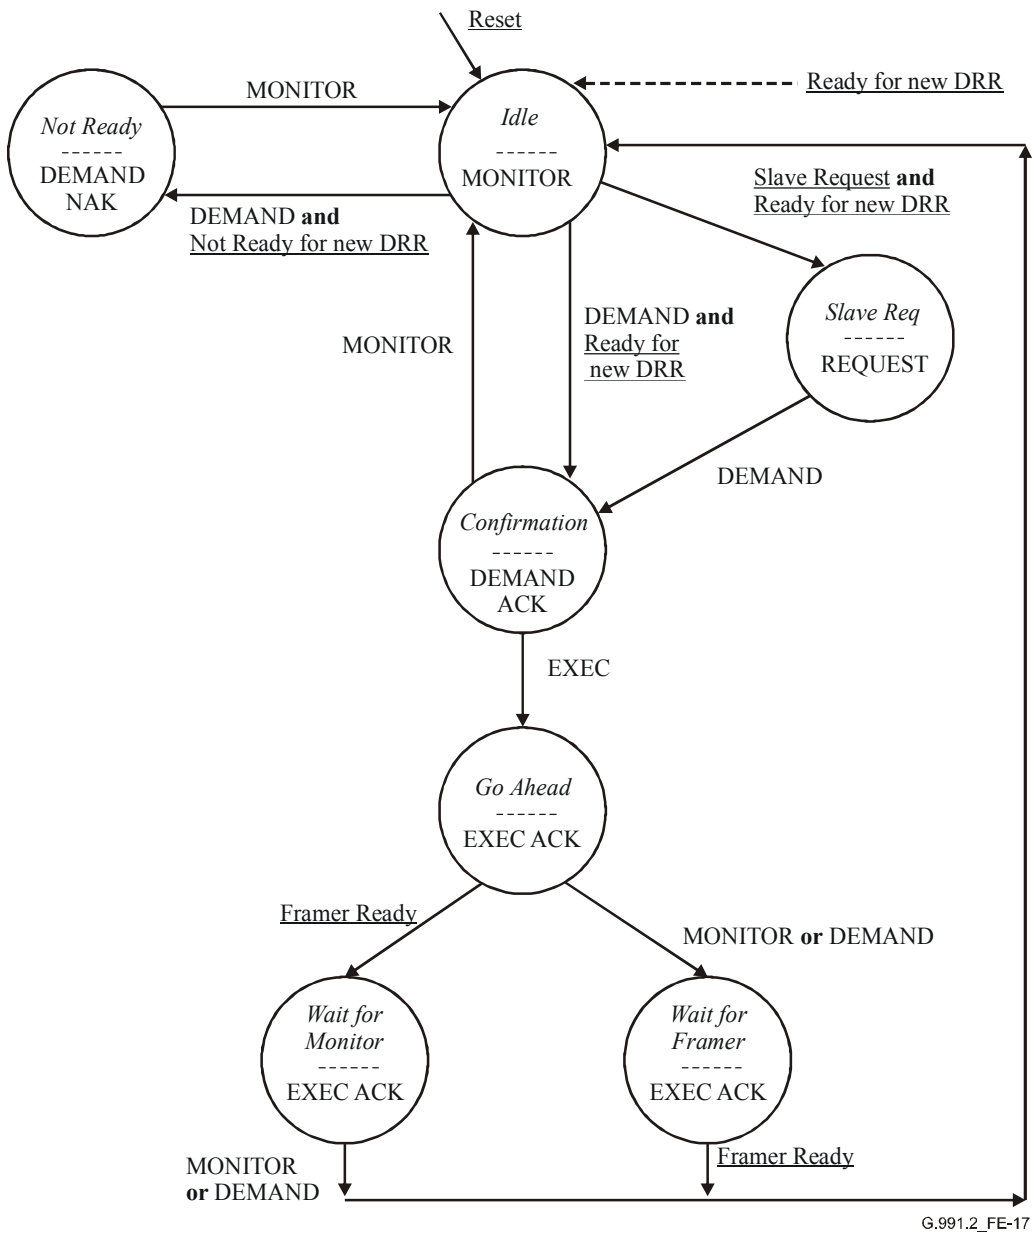 Reset
MONITOR
Ready for new DRR
Not Ready
------
DEMAND
NAK
Idle
------
MONITOR
DEMAND and
Not Ready for new DRR
Slave Request and
Ready for new DRR
MONITOR
DEMAND and
Ready for
new DRR
Slave Req
------
REQUEST
DEMAND
Confirmation
------
DEMAND
ACK
EXEC
Go Ahead
------
EXEC ACK
Framer Ready
MONITOR or DEMAND
Wait for
Monitor
------
EXEC ACK
Wait for
Framer
------
EXEC ACK
MONITOR
or DEMAND
Framer Ready
G.991.2_FE-17